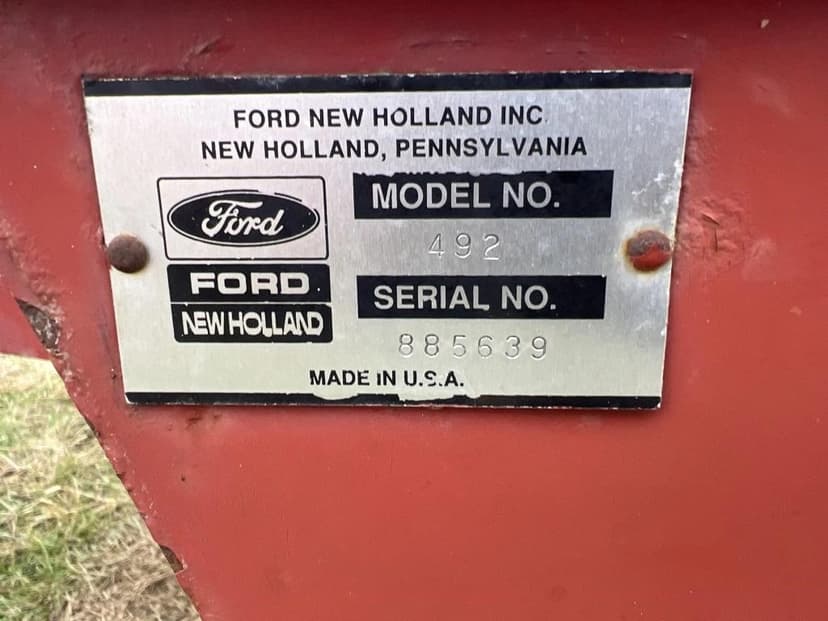 FORD NEW HOLLAND INC
NEW HOLLAND, PENNSYLVANIA
Ford
FORD
NEW HOLLAND
MODEL NO.
492
SERIAL NO.
885639
MADE IN U.S.A.